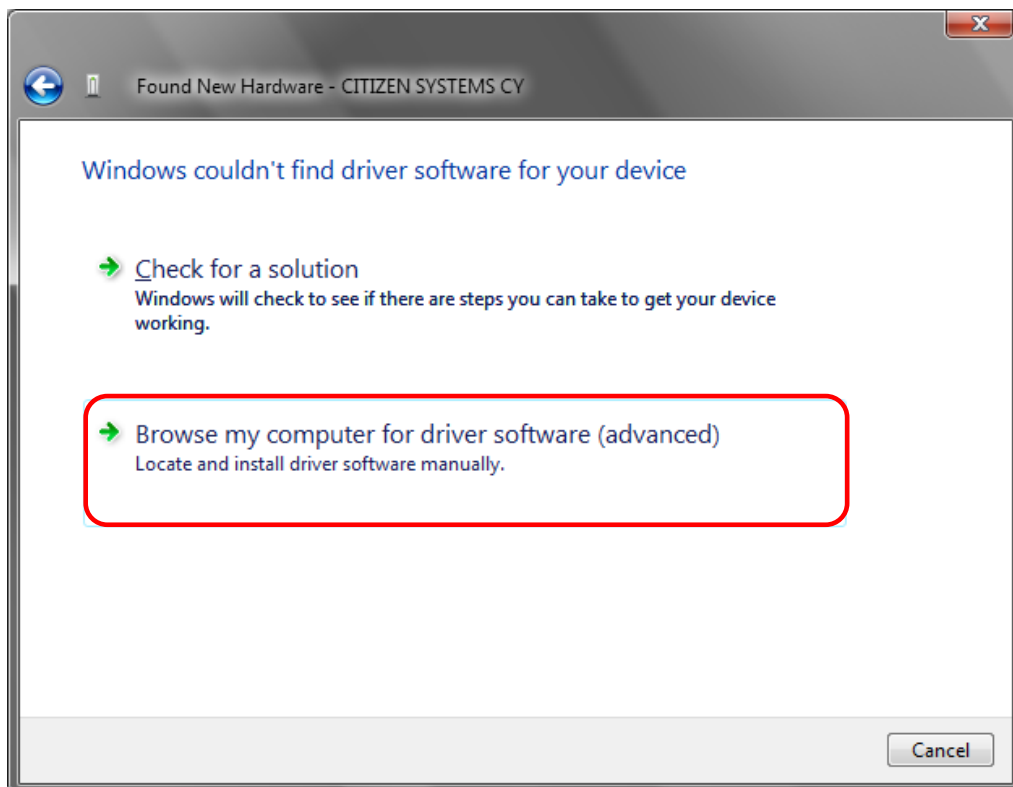 Found New Hardware - CITIZEN SYSTEMS CY
Windows couldn't find driver software for your device
Check for a solution
Windows will check to see if there are steps you can take to get your device
working.
Browse my computer for driver software (advanced)
Locate and install driver software manually.
Cancel